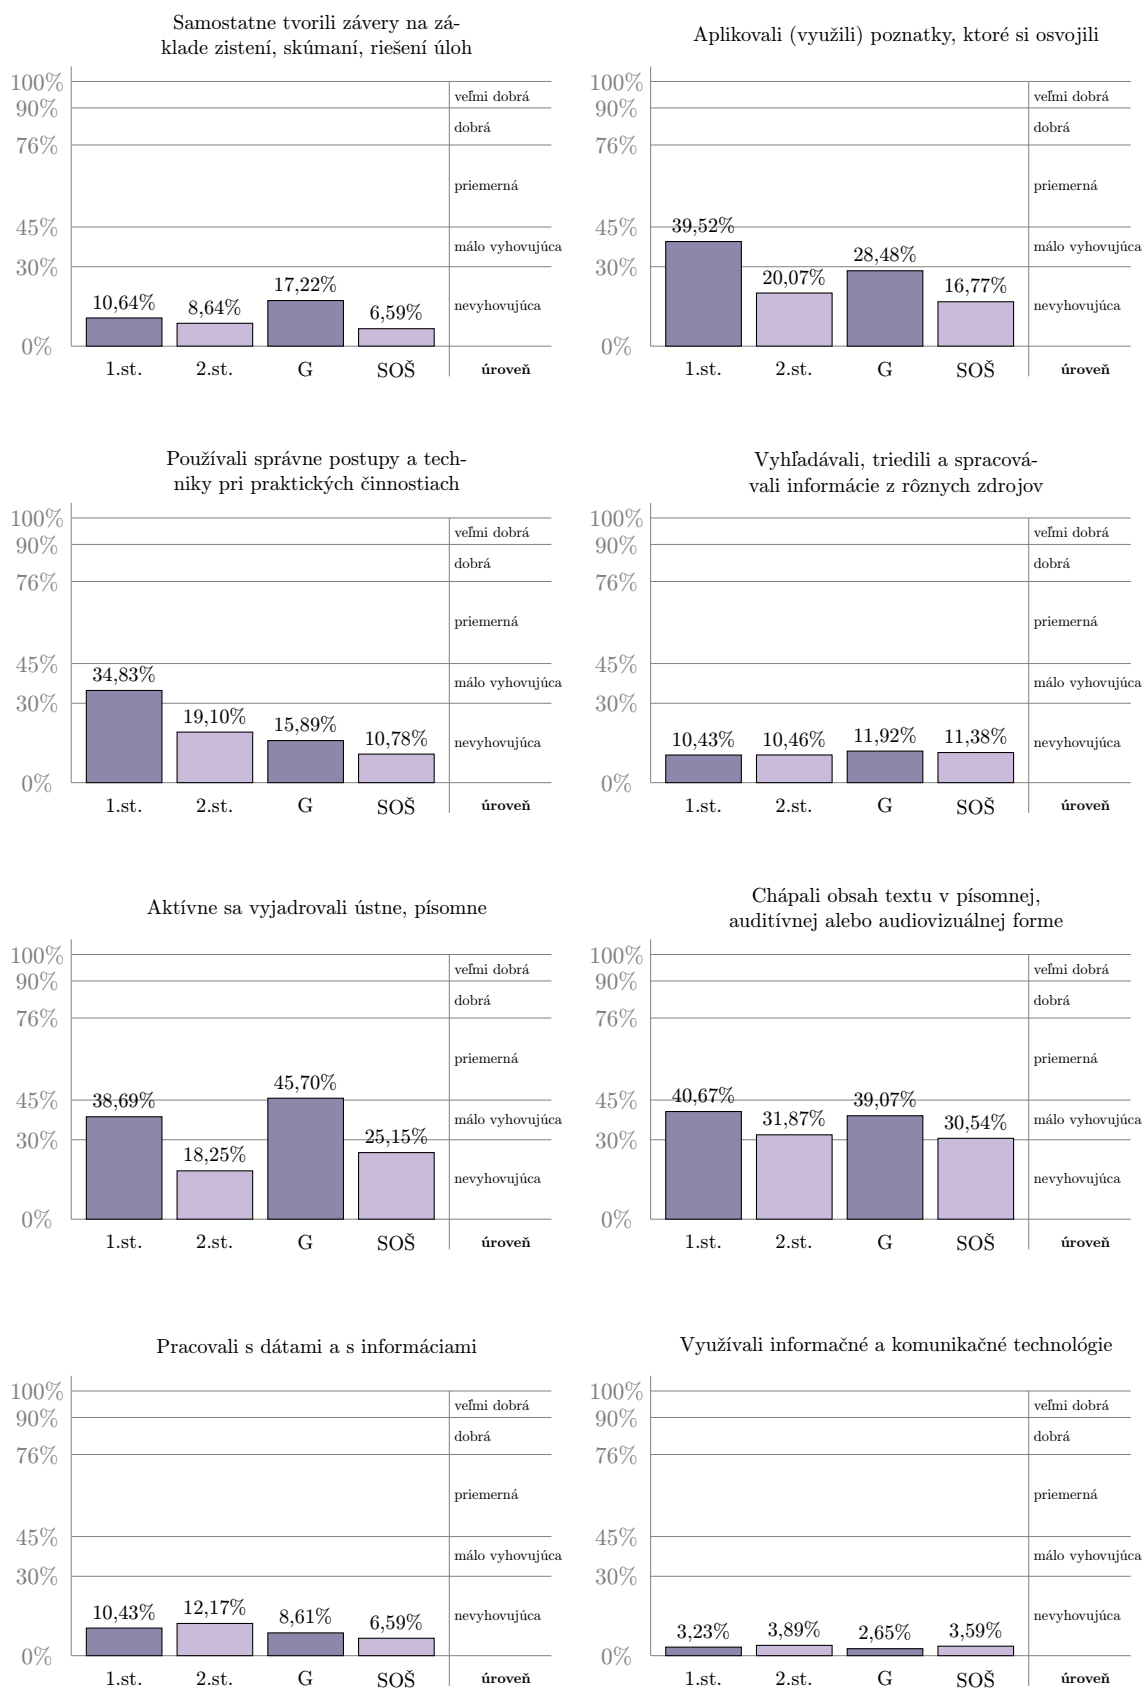 Samostatne tvorili závery na zá-
klade zistení, skúmaní, riešení úloh
100%
90%
76%
45%
30%
0%
veľmi dobrá
dobrá
priemerná
málo vyhovujúca
nevyhovujúca
10,64%
8,64%
17,22%
6,59%
1.st.
2.st.
G
SOŠ
úroveň
Aplikovali (využili) poznatky, ktoré si osvojili
100%
90%
76%
45%
30%
0%
veľmi dobrá
dobrá
priemerná
málo vyhovujúca
nevyhovujúca
39,52%
20,07%
28,48%
16,77%
1.st.
2.st.
G
SOŠ
úroveň
Používali správne postupy a tech-
niky pri praktických činnostiach
100%
90%
76%
45%
30%
0%
veľmi dobrá
dobrá
priemerná
málo vyhovujúca
nevyhovujúca
34,83%
19,10%
15,89%
10,78%
1.st.
2.st.
G
SOŠ
úroveň
Vyhľadávali, triedili a spracová-
vali informácie z rôznych zdrojov
100%
90%
76%
45%
30%
0%
veľmi dobrá
dobrá
priemerná
málo vyhovujúca
nevyhovujúca
10,43%
10,46%
11,92%
11,38%
1.st.
2.st.
G
SOŠ
úroveň
Aktívne sa vyjadrovali ústne, písomne
100%
90%
76%
45%
30%
0%
veľmi dobrá
dobrá
priemerná
málo vyhovujúca
nevyhovujúca
38,69%
18,25%
45,70%
25,15%
1.st.
2.st.
G
SOŠ
úroveň
Chápali obsah textu v písomnej,
auditívnej alebo audiovizuálnej forme
100%
90%
76%
45%
30%
0%
veľmi dobrá
dobrá
priemerná
málo vyhovujúca
nevyhovujúca
40,67%
31,87%
39,07%
30,54%
1.st.
2.st.
G
SOŠ
úroveň
Pracovali s dátami a s informáciami
100%
90%
76%
45%
30%
0%
veľmi dobrá
dobrá
priemerná
málo vyhovujúca
nevyhovujúca
10,43%
12,17%
8,61%
6,59%
1.st.
2.st.
G
SOŠ
úroveň
Využívali informačné a komunikačné technológie
100%
90%
76%
45%
30%
0%
veľmi dobrá
dobrá
priemerná
málo vyhovujúca
nevyhovujúca
3,23%
3,89%
2,65%
3,59%
1.st.
2.st.
G
SOŠ
úroveň